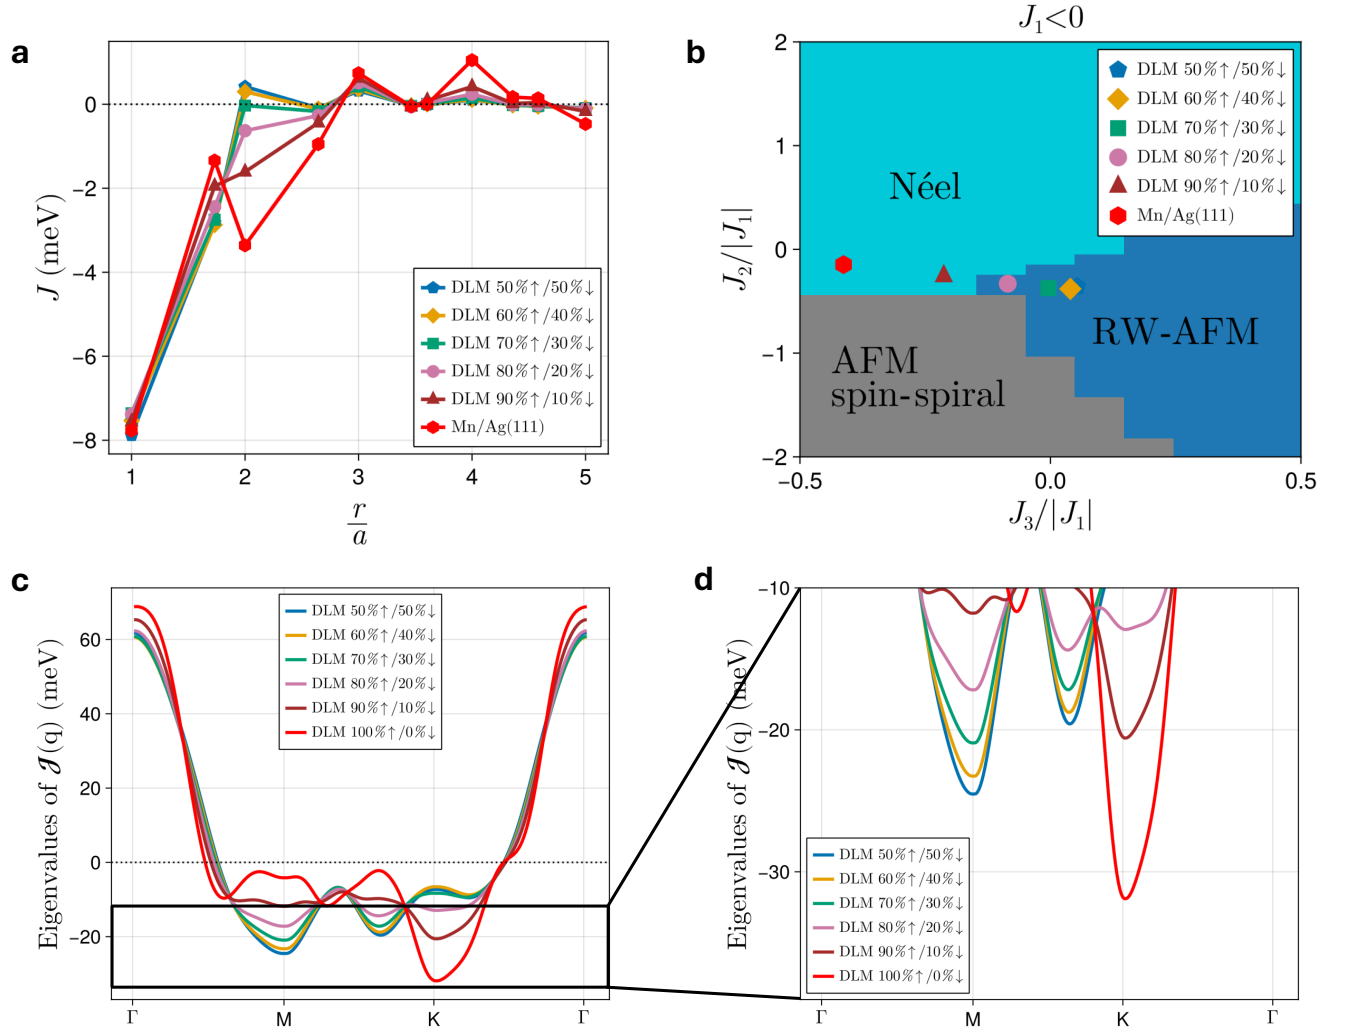 a
0
−2
−4
−6
−8
1
2
3
4
5
J (meV)
r
a
DLM 50%↑/50%↓
DLM 60%↑/40%↓
DLM 70%↑/30%↓
DLM 80%↑/20%↓
DLM 90%↑/10%↓
Mn/Ag(111)
b
J₁<0
2
1
0
−1
−2
−0.5
0.0
0.5
J₂/|J₁|
J₃/|J₁|
DLM 50%↑/50%↓
DLM 60%↑/40%↓
DLM 70%↑/30%↓
DLM 80%↑/20%↓
DLM 90%↑/10%↓
Mn/Ag(111)
Néel
RW-AFM
AFM
spin-spiral
c
60
40
20
0
−20
Γ
M
K
Γ
Eigenvalues of 𝒥(q) (meV)
DLM 50%↑/50%↓
DLM 60%↑/40%↓
DLM 70%↑/30%↓
DLM 80%↑/20%↓
DLM 90%↑/10%↓
DLM 100%↑/0%↓
d
−10
−20
−30
Γ
M
K
Γ
Eigenvalues of 𝒥(q) (meV)
DLM 50%↑/50%↓
DLM 60%↑/40%↓
DLM 70%↑/30%↓
DLM 80%↑/20%↓
DLM 90%↑/10%↓
DLM 100%↑/0%↓